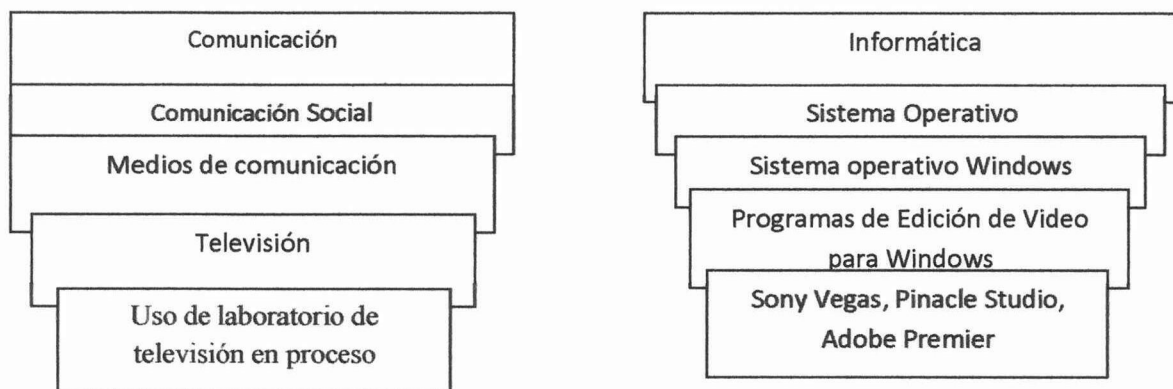 Comunicación
Comunicación Social
Medios de comunicación
Televisión
Uso de laboratorio de
televisión en proceso
Informática
Sistema Operativo
Sistema operativo Windows
Programas de Edición de Video
para Windows
Sony Vegas, Pinacle Studio,
Adobe Premier